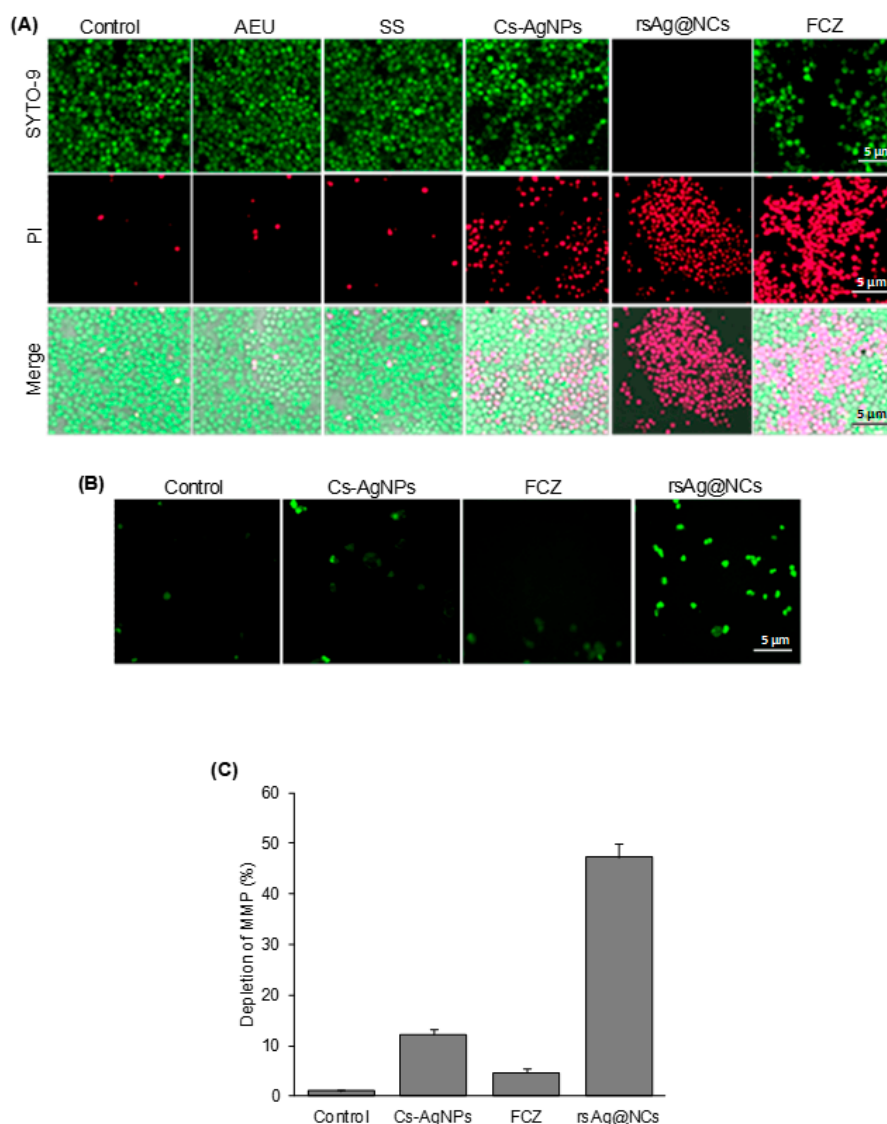 (A)
Control AEU SS Cs-AgNPs rsAg@NCs FCZ
SYTO-9
5 µm
PI
5 µm
Merge
5 µm
(B)
Control Cs-AgNPs FCZ rsAg@NCs
5 µm
(C)
Depletion of MMP (%)
60
50
40
30
20
10
0
Control Cs-AgNPs FCZ rsAg@NCs